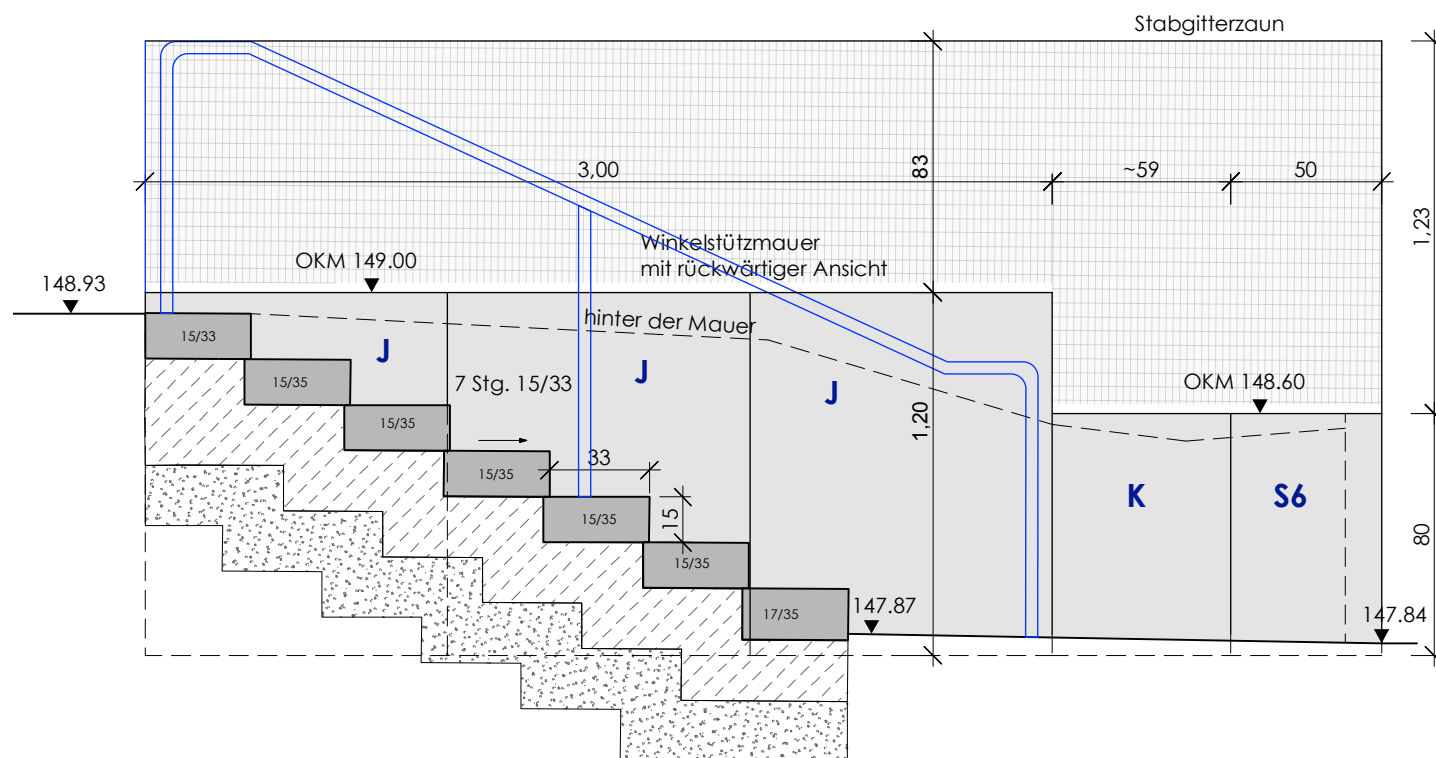 Stabgitterzaun
3,00
83
~59
50
1,23
Winkelstützmauer
mit rückwärtiger Ansicht
OKM 149.00
148.93
hinter der Mauer
15/33
J
J
J
15/35
7 Stg. 15/33
OKM 148.60
15/35
1,20
15/35
33
K
S6
15/35
15
80
15/35
17/35
147.87
147.84